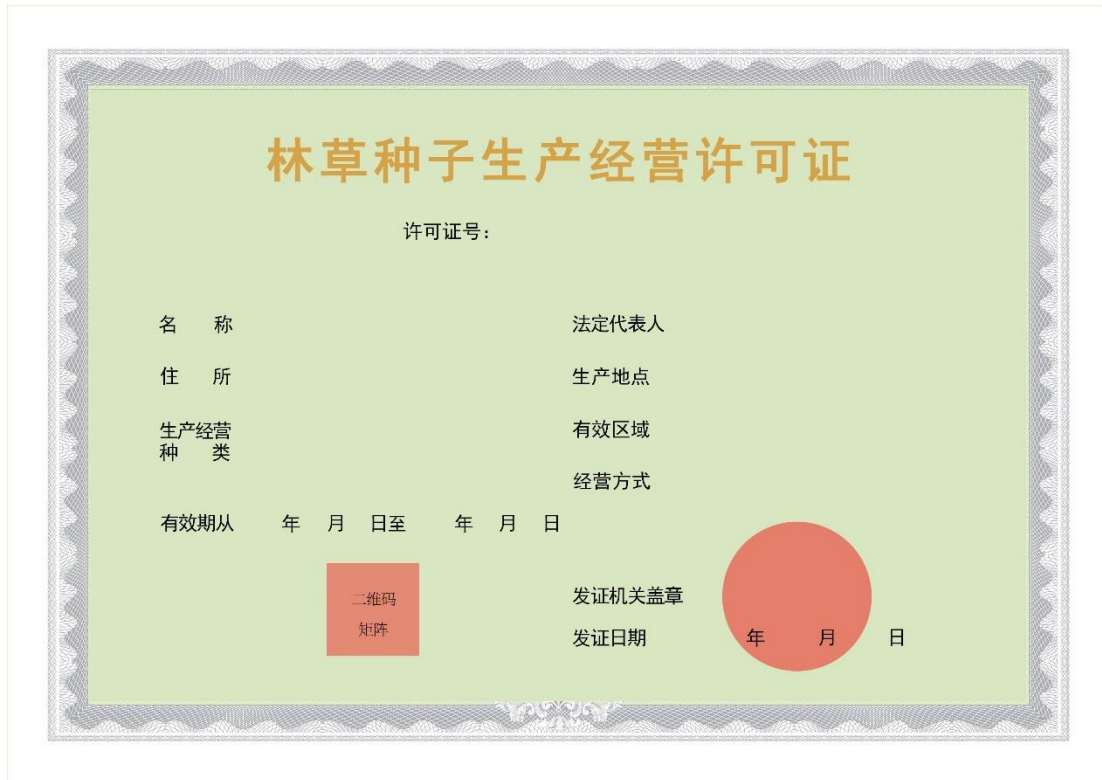 林草种子生产经营许可证
许可证号：
名 称
法定代表人
住 所
生产地点
生产经营
种 类
有效区域
经营方式
有效期从 年 月 日至 年 月 日
二维码
矩阵
发证机关盖章
发证日期 年 月 日